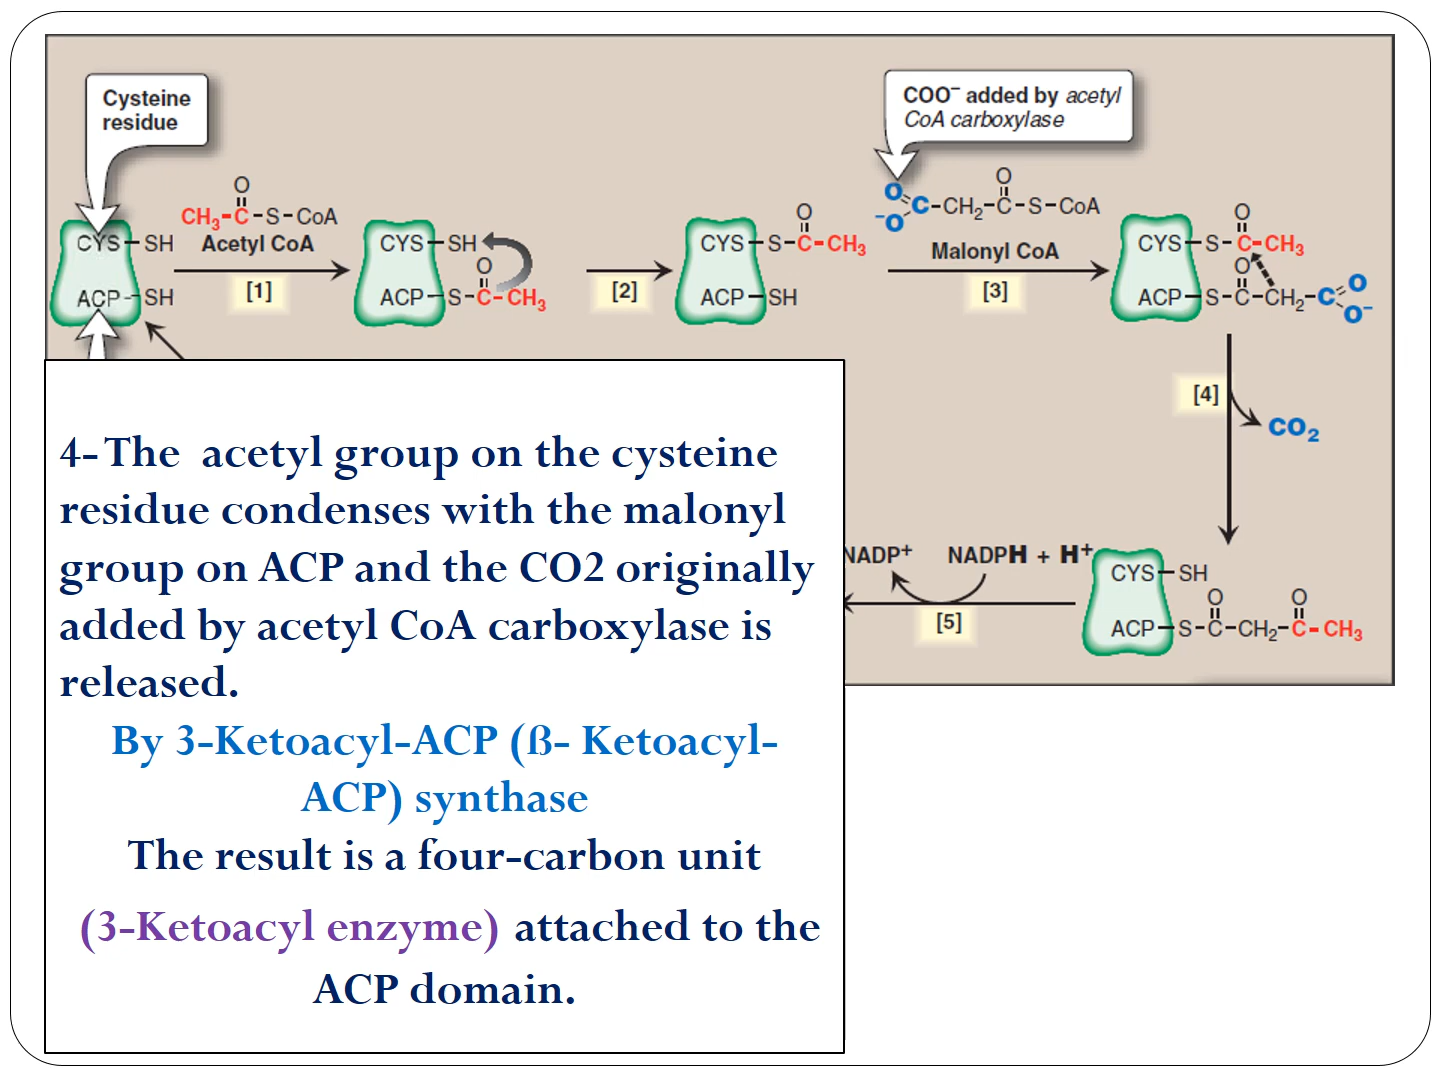 Cysteine
residue
COO⁻ added by acetyl
CoA carboxylase
O
CH₃-C-S-CoA
Acetyl CoA
[1]
CYS-SH
ACP-SH
CYS-SH
O
ACP-S-C-CH₃
[2]
O
CYS-S-C-CH₃
ACP-SH
O O
⁻O C-CH₂-C-S-CoA
Malonyl CoA
[3]
O
CYS-S-C-CH₃
O
ACP-S-C-CH₂-C O
O⁻
[4]
CO₂
NADP⁺ NADPH + H⁺
[5]
CYS-SH
O O
ACP-S-C-CH₂-C-CH₃
4-The acetyl group on the cysteine
residue condenses with the malonyl
group on ACP and the CO2 originally
added by acetyl CoA carboxylase is
released.
By 3-Ketoacyl-ACP (ß- Ketoacyl-
ACP) synthase
The result is a four-carbon unit
(3-Ketoacyl enzyme) attached to the
ACP domain.